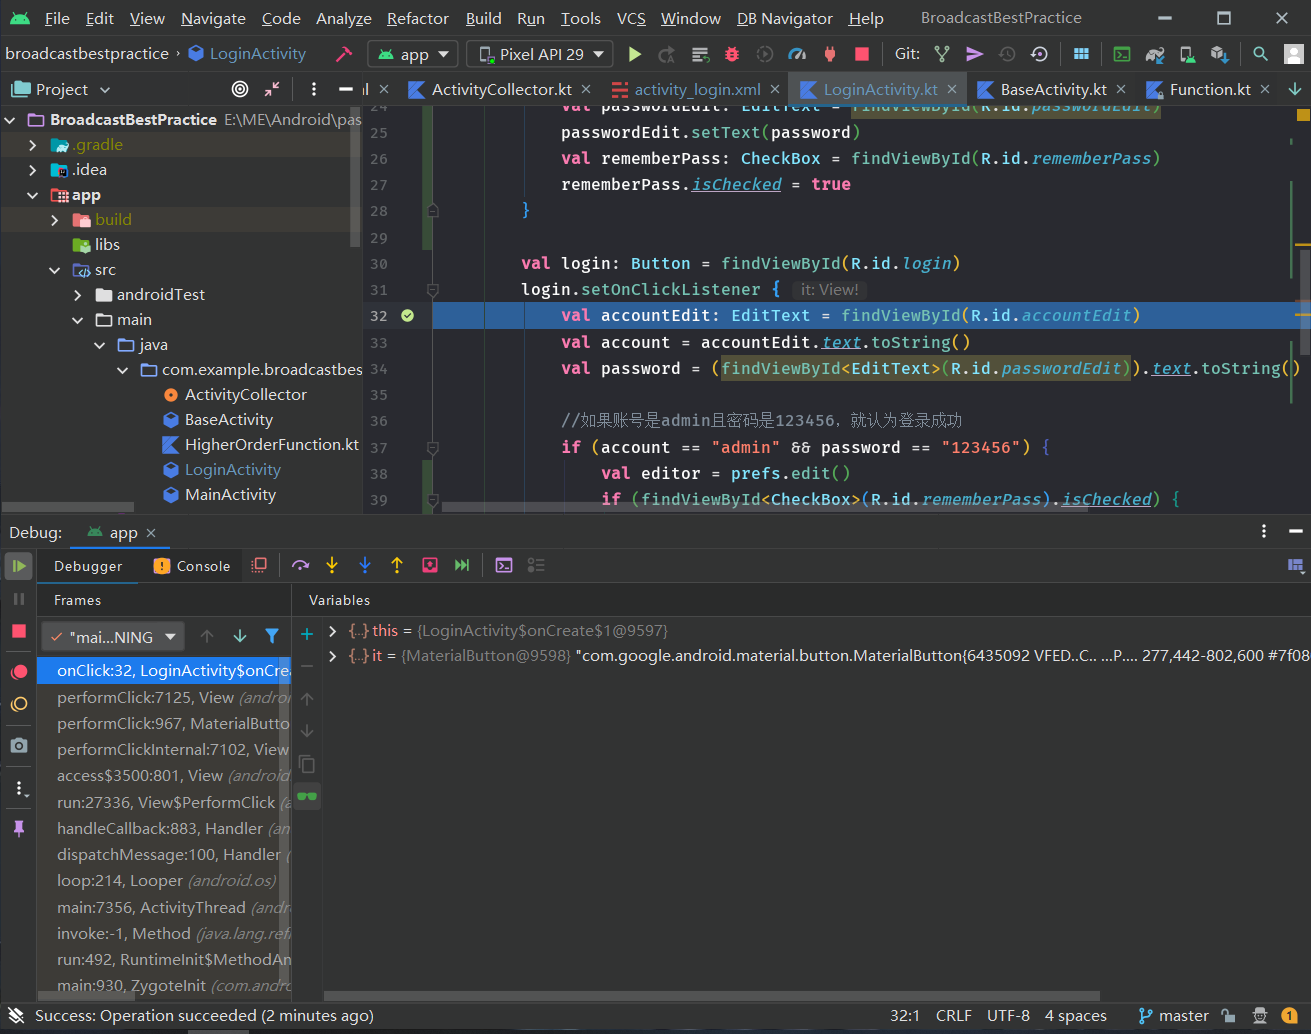 File Edit View Navigate Code Analyze Refactor Build Run Tools VCS Window DB Navigator Help BroadcastBestPractice
broadcastbestpractice › LoginActivity app Pixel API 29 Git:
Project ActivityCollector.kt activity_login.xml LoginActivity.kt BaseActivity.kt Function.kt
BroadcastBestPractice E:\ME\Android\pas
.gradle
.idea
app
build
libs
src
androidTest
main
java
com.example.broadcastbes
ActivityCollector
BaseActivity
HigherOrderFunction.kt
LoginActivity
MainActivity
24 val passwordEdit: EditText = findViewById(R.id.passwordEdit)
25 passwordEdit.setText(password)
26 val rememberPass: CheckBox = findViewById(R.id.rememberPass)
27 rememberPass.isChecked = true
28 }
29
30 val login: Button = findViewById(R.id.login)
31 login.setOnClickListener { it: View!
32 val accountEdit: EditText = findViewById(R.id.accountEdit)
33 val account = accountEdit.text.toString()
34 val password = (findViewById<EditText>(R.id.passwordEdit)).text.toString()
35
36 //如果账号是admin且密码是123456，就认为登录成功
37 if (account == "admin" && password == "123456") {
38 val editor = prefs.edit()
39 if (findViewById<CheckBox>(R.id.rememberPass).isChecked) {
Debug: app
Debugger Console
Frames Variables
"mai...NING
onClick:32, LoginActivity$onCre
performClick:7125, View (androi
performClick:967, MaterialButto
performClickInternal:7102, View
access$3500:801, View (android
run:27336, View$PerformClick (a
handleCallback:883, Handler (an
dispatchMessage:100, Handler (
loop:214, Looper (android.os)
main:7356, ActivityThread (andr
invoke:-1, Method (java.lang.refl
run:492, RuntimeInit$MethodAn
main:930, ZygoteInit (com.andro
{...} this = {LoginActivity$onCreate$1@9597}
{...} it = {MaterialButton@9598} "com.google.android.material.button.MaterialButton{6435092 VFED..C.. ...P.... 277,442-802,600 #7f08
Success: Operation succeeded (2 minutes ago) 32:1 CRLF UTF-8 4 spaces master 1